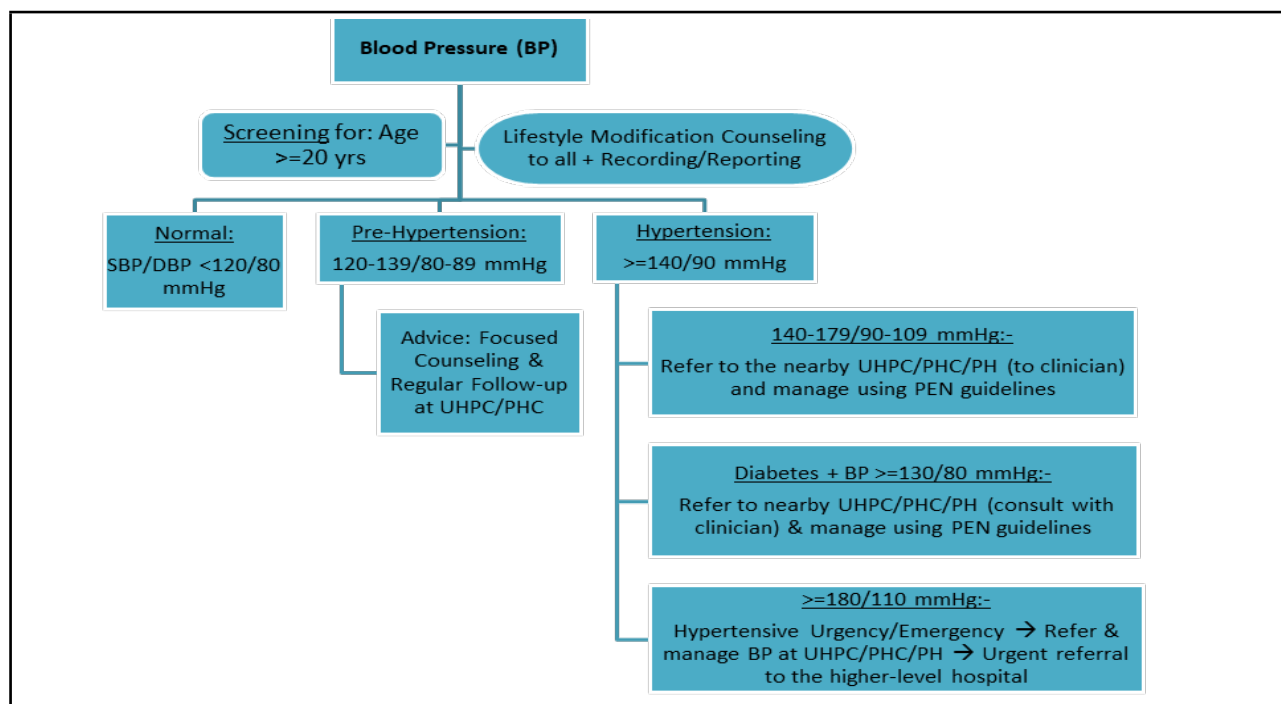 Blood Pressure (BP)
Screening for: Age
>=20 yrs
Lifestyle Modification Counseling
to all + Recording/Reporting
Normal:
SBP/DBP <120/80
mmHg
Pre-Hypertension:
120-139/80-89 mmHg
Hypertension:
>=140/90 mmHg
Advice: Focused
Counseling &
Regular Follow-up
at UHPC/PHC
140-179/90-109 mmHg:-
Refer to the nearby UHPC/PHC/PH (to clinician)
and manage using PEN guidelines
Diabetes + BP >=130/80 mmHg:-
Refer to nearby UHPC/PHC/PH (consult with
clinician) & manage using PEN guidelines
>=180/110 mmHg:-
Hypertensive Urgency/Emergency → Refer &
manage BP at UHPC/PHC/PH → Urgent referral
to the higher-level hospital